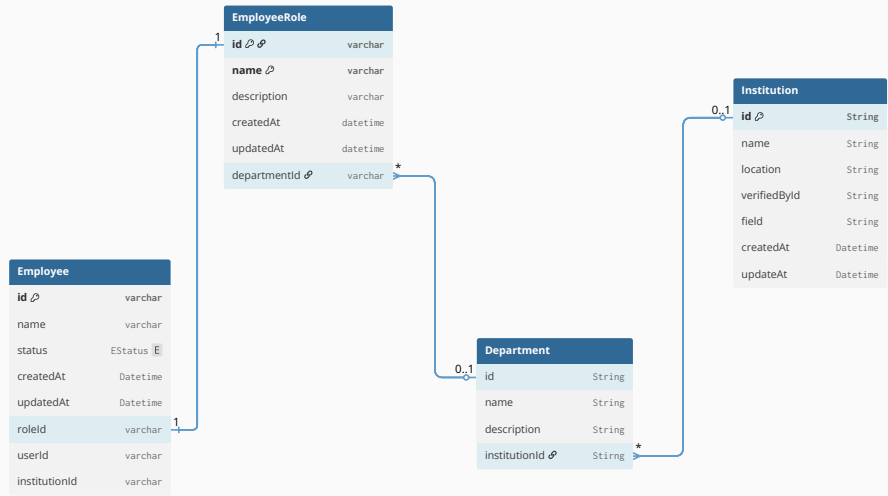 EmployeeRole
1
id varchar
name varchar
description varchar
createdAt datetime
updatedAt datetime
departmentId varchar
*
Institution
0..1
id String
name String
location String
verifiedById String
field String
createdAt Datetime
updateAt Datetime
Employee
id varchar
name varchar
status EStatus E
createdAt Datetime
updatedAt Datetime
roleId varchar
1
userId varchar
institutionId varchar
Department
0..1
id String
name String
description String
institutionId Stirng
*